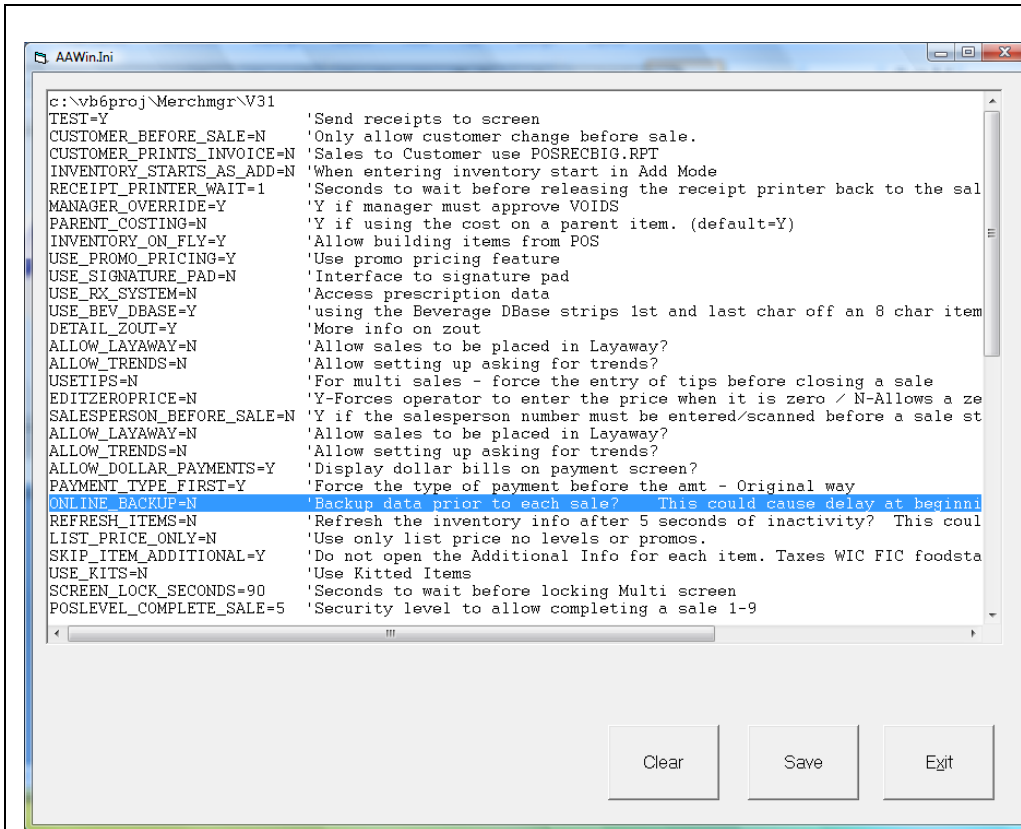 AAWin.Ini
c:\vb6proj\Merchmgr\V31
TEST=Y 'Send receipts to screen
CUSTOMER_BEFORE_SALE=N 'Only allow customer change before sale.
CUSTOMER_PRINTS_INVOICE=N 'Sales to Customer use POSRECBIG.RPT
INVENTORY_STARTS_AS_ADD=N 'When entering inventory start in Add Mode
RECEIPT_PRINTER_WAIT=1 'Seconds to wait before releasing the receipt printer back to the sal
MANAGER_OVERRIDE=Y 'Y if manager must approve VOIDS
PARENT_COSTING=N 'Y if using the cost on a parent item. (default=Y)
INVENTORY_ON_FLY=Y 'Allow building items from POS
USE_PROMO_PRICING=Y 'Use promo pricing feature
USE_SIGNATURE_PAD=N 'Interface to signature pad
USE_RX_SYSTEM=N 'Access prescription data
USE_BEV_DBASE=Y 'using the Beverage DBase strips 1st and last char off an 8 char item
DETAIL_ZOUT=Y 'More info on zout
ALLOW_LAYAWAY=N 'Allow sales to be placed in Layaway?
ALLOW_TRENDS=N 'Allow setting up asking for trends?
USETIPS=N 'For multi sales - force the entry of tips before closing a sale
EDITZEROPRICE=N 'Y-Forces operator to enter the price when it is zero / N-Allows a ze
SALESPERSON_BEFORE_SALE=N 'Y if the salesperson number must be entered/scanned before a sale st
ALLOW_LAYAWAY=N 'Allow sales to be placed in Layaway?
ALLOW_TRENDS=N 'Allow setting up asking for trends?
ALLOW_DOLLAR_PAYMENTS=Y 'Display dollar bills on payment screen?
PAYMENT_TYPE_FIRST=Y 'Force the type of payment before the amt - Original way
ONLINE_BACKUP=N 'Backup data prior to each sale? This could cause delay at beginni
REFRESH_ITEMS=N 'Refresh the inventory info after 5 seconds of inactivity? This coul
LIST_PRICE_ONLY=N 'Use only list price no levels or promos.
SKIP_ITEM_ADDITIONAL=Y 'Do not open the Additional Info for each item. Taxes WIC FIC foodsta
USE_KITS=N 'Use Kitted Items
SCREEN_LOCK_SECONDS=90 'Seconds to wait before locking Multi screen
POSLEVEL_COMPLETE_SALE=5 'Security level to allow completing a sale 1-9
Clear Save Exit